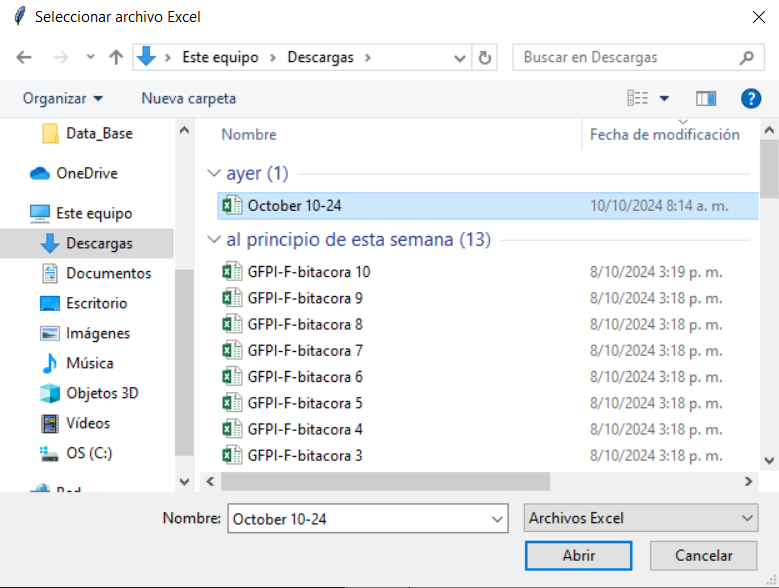 Seleccionar archivo Excel
Este equipo Descargas
Buscar en Descargas
Organizar
Nueva carpeta
Data_Base
OneDrive
Este equipo
Descargas
Documentos
Escritorio
Imágenes
Música
Objetos 3D
Vídeos
OS (C:)
Nombre Fecha de modificación
ayer (1)
October 10-24 10/10/2024 8:14 a. m.
al principio de esta semana (13)
GFPI-F-bitacora 10 8/10/2024 3:19 p. m.
GFPI-F-bitacora 9 8/10/2024 3:18 p. m.
GFPI-F-bitacora 8 8/10/2024 3:18 p. m.
GFPI-F-bitacora 7 8/10/2024 3:18 p. m.
GFPI-F-bitacora 6 8/10/2024 3:18 p. m.
GFPI-F-bitacora 5 8/10/2024 3:18 p. m.
GFPI-F-bitacora 4 8/10/2024 3:18 p. m.
GFPI-F-bitacora 3 8/10/2024 3:18 p. m.
Nombre: October 10-24
Archivos Excel
Abrir
Cancelar